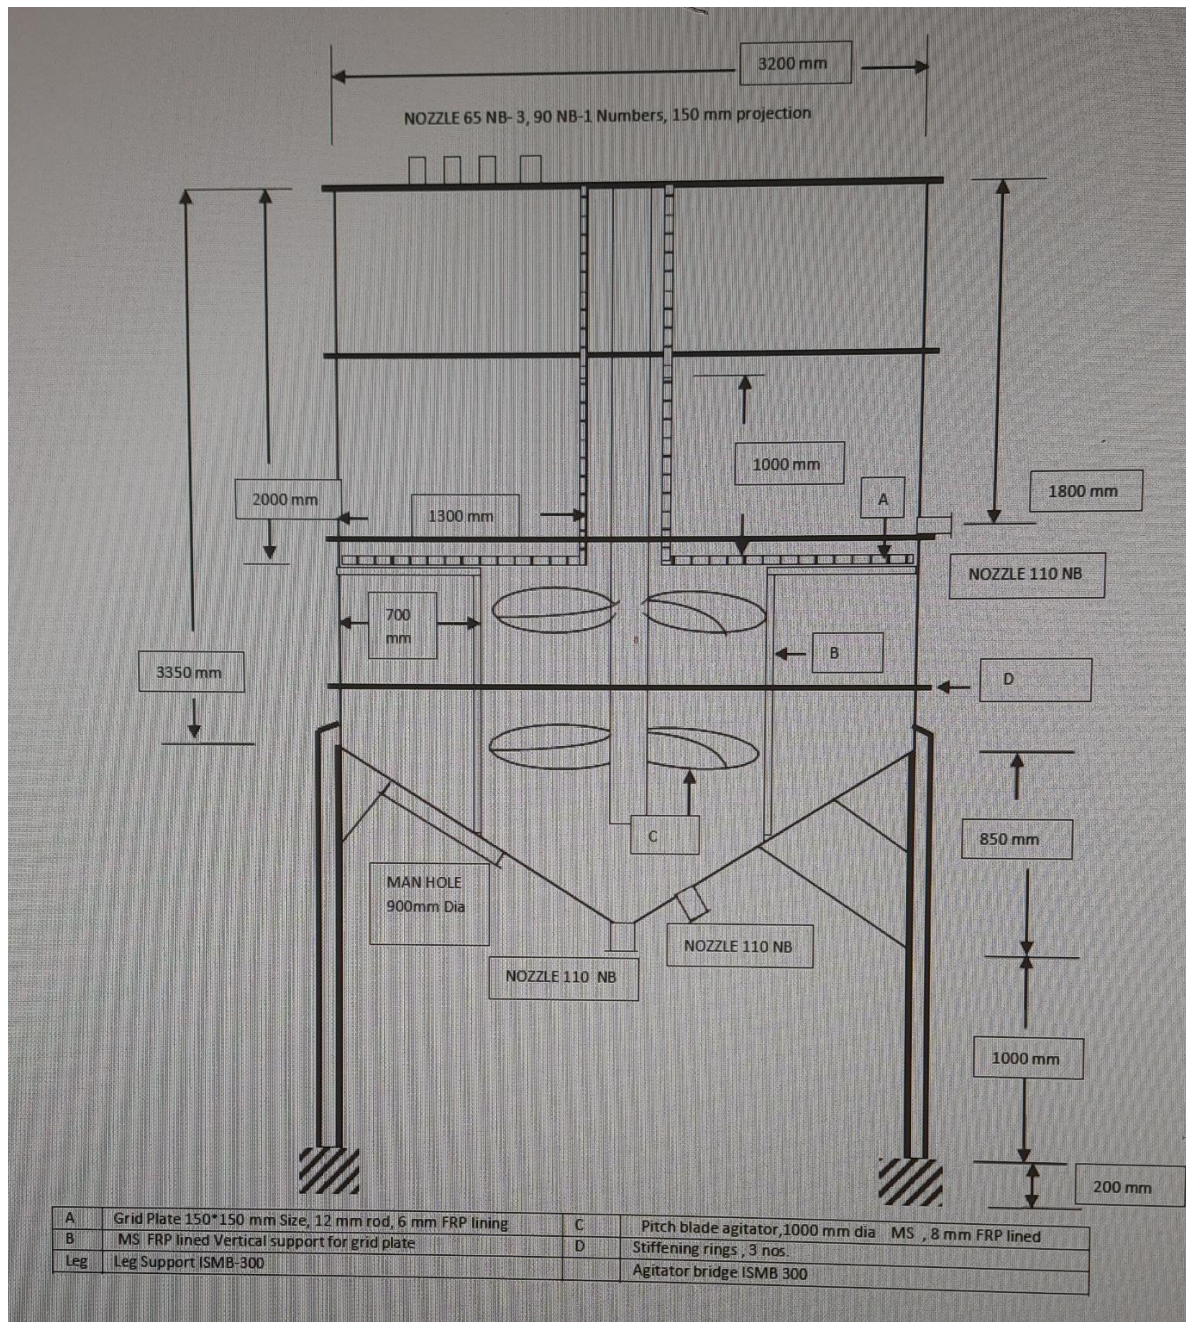 3200 mm
NOZZLE 65 NB- 3, 90 NB-1 Numbers, 150 mm projection
1000 mm
A
2000 mm
1300 mm
1800 mm
NOZZLE 110 NB
700
mm
B
3350 mm
D
C
850 mm
MAN HOLE
900mm Dia
NOZZLE 110 NB
NOZZLE 110 NB
1000 mm
200 mm
A Grid Plate 150*150 mm Size, 12 mm rod, 6 mm FRP lining C Pitch blade agitator,1000 mm dia MS , 8 mm FRP lined
B MS FRP lined Vertical support for grid plate D Stiffening rings , 3 nos.
Leg Leg Support ISMB-300 Agitator bridge ISMB 300